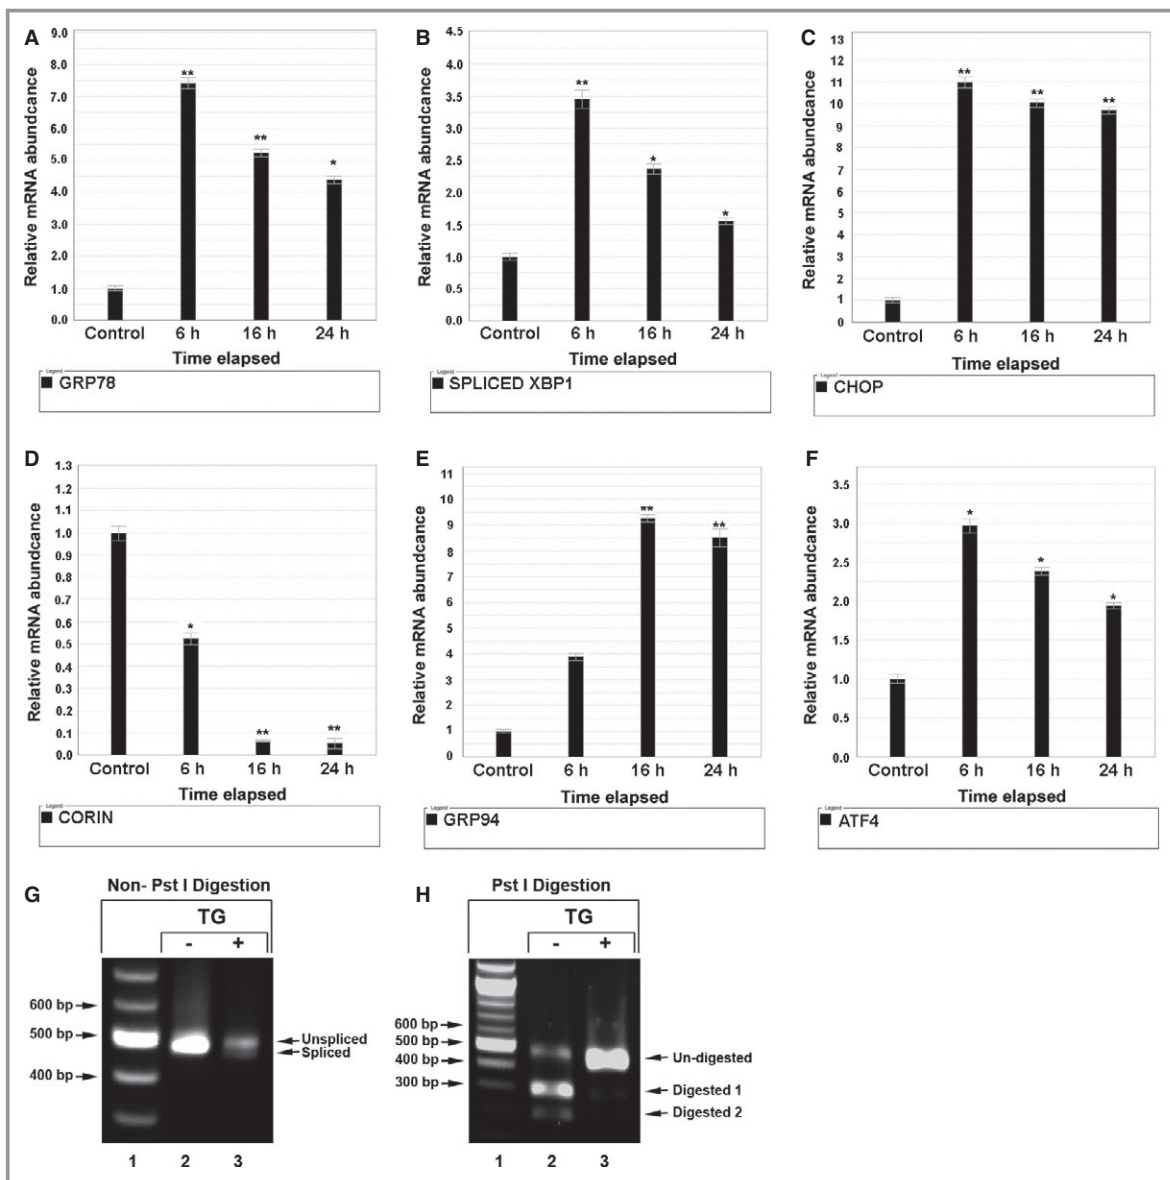 A
Relative mRNA abundcance
9.0
8.0
7.0
6.0
5.0
4.0
3.0
2.0
1.0
0.0
**
**
*
Control 6 h 16 h 24 h
Time elapsed
Legend
GRP78
B
Relative mRNA abundcance
4.5
4.0
3.5
3.0
2.5
2.0
1.5
1.0
0.5
0.0
**
*
*
Control 6 h 16 h 24 h
Time elapsed
Legend
SPLICED XBP1
C
Relative mRNA abundcance
13
12
11
10
9
8
7
6
5
4
3
2
1
0
**
**
**
Control 6 h 16 h 24 h
Time elapsed
Legend
CHOP
D
Relative mRNA abundcance
1.3
1.2
1.1
1.0
0.9
0.8
0.7
0.6
0.5
0.4
0.3
0.2
0.1
0.0
*
**
**
Control 6 h 16 h 24 h
Time elapsed
Legend
CORIN
E
Relative mRNA abundcance
11
10
9
8
7
6
5
4
3
2
1
0
**
**
Control 6 h 16 h 24 h
Time elapsed
Legend
GRP94
F
Relative mRNA abundcance
3.5
3.0
2.5
2.0
1.5
1.0
0.5
0.0
*
*
*
Control 6 h 16 h 24 h
Time elapsed
Legend
ATF4
G
Non- Pst I Digestion
TG
- +
600 bp
500 bp
400 bp
Unspliced
Spliced
1 2 3
H
Pst I Digestion
TG
- +
600 bp
500 bp
400 bp
300 bp
Un-digested
Digested 1
Digested 2
1 2 3